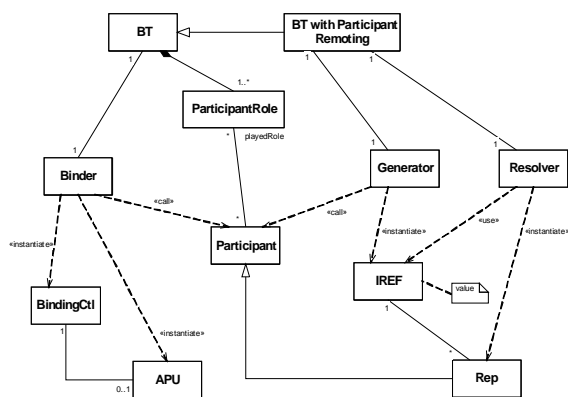 BT
BT with Participant
Remoting
1
1
1
1..*
ParticipantRole
*
playedRole
1
1
1
Binder
Generator
Resolver
«call»
«call»
«use»
«instantiate»
«instantiate»
«instantiate»
*
Participant
IREF
value
BindingCtl
1
1
«instantiate»
*
0..1
APU
Rep